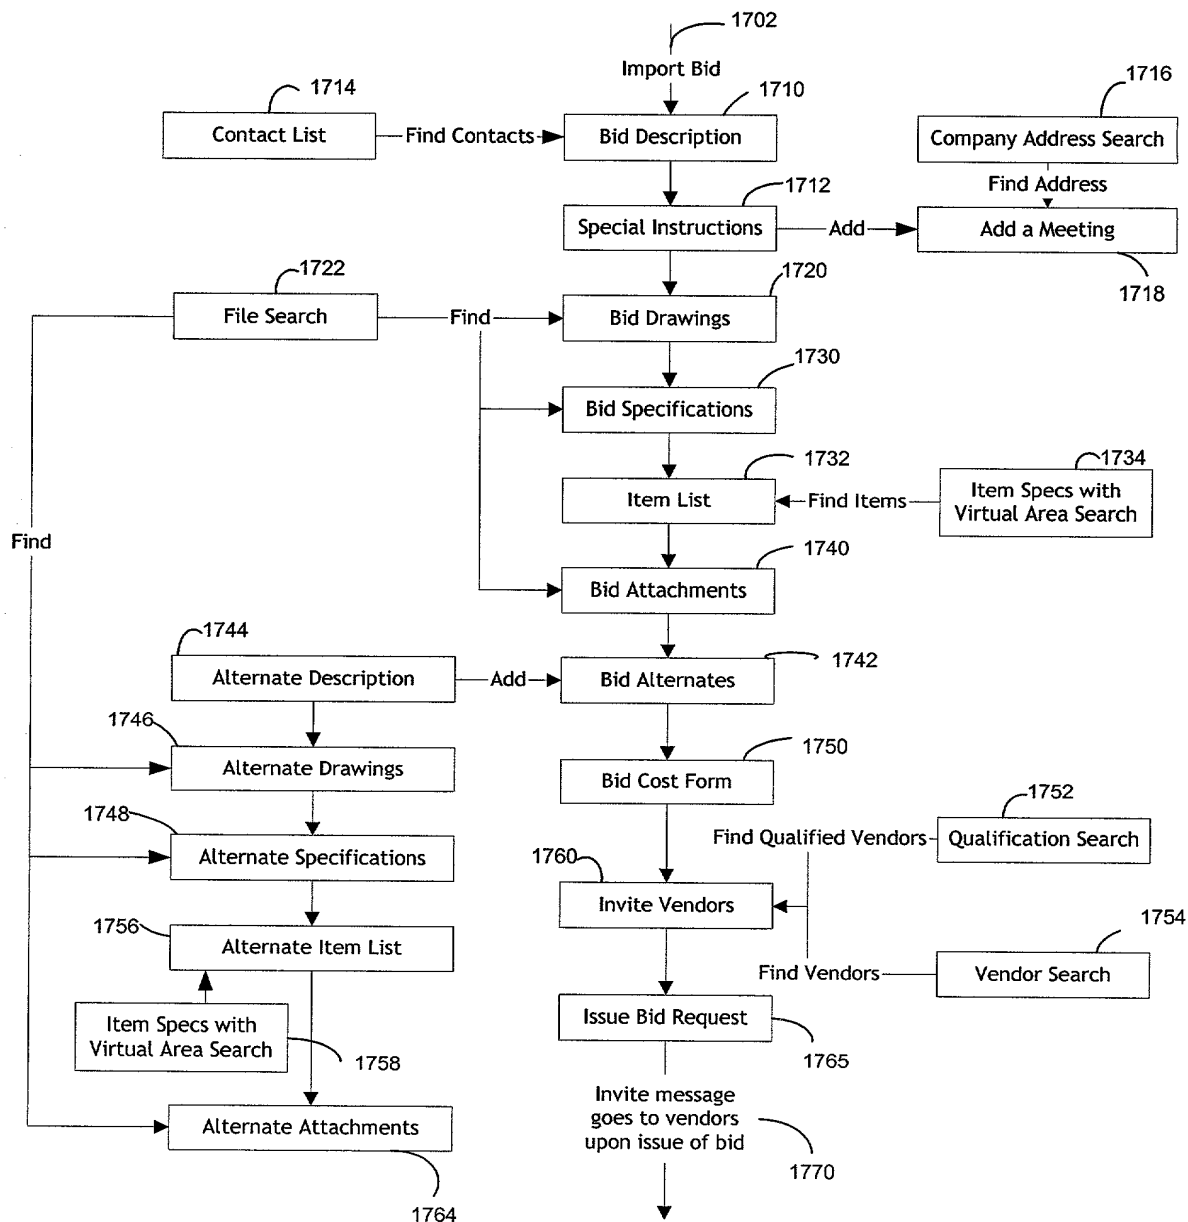 1702
Import Bid
1714
1710
1716
Contact List
Find Contacts
Bid Description
Company Address Search
1712
Find Address
Special Instructions
Add
Add a Meeting
1722
1720
1718
File Search
Find
Bid Drawings
1730
Bid Specifications
1732
1734
Item List
Find Items
Item Specs with
Virtual Area Search
Find
1740
Bid Attachments
1744
1742
Alternate Description
Add
Bid Alternates
1746
1750
Alternate Drawings
Bid Cost Form
1752
1748
Find Qualified Vendors
Qualification Search
Alternate Specifications
1760
Invite Vendors
1756
1754
Alternate Item List
Find Vendors
Vendor Search
Item Specs with
Virtual Area Search
1758
Issue Bid Request
1765
Invite message
goes to vendors
upon issue of bid
Alternate Attachments
1770
1764